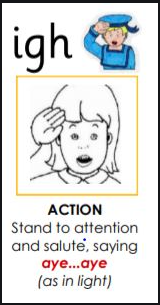 igh
ACTION
Stand to attention
and salute, saying
aye...aye
(as in light)